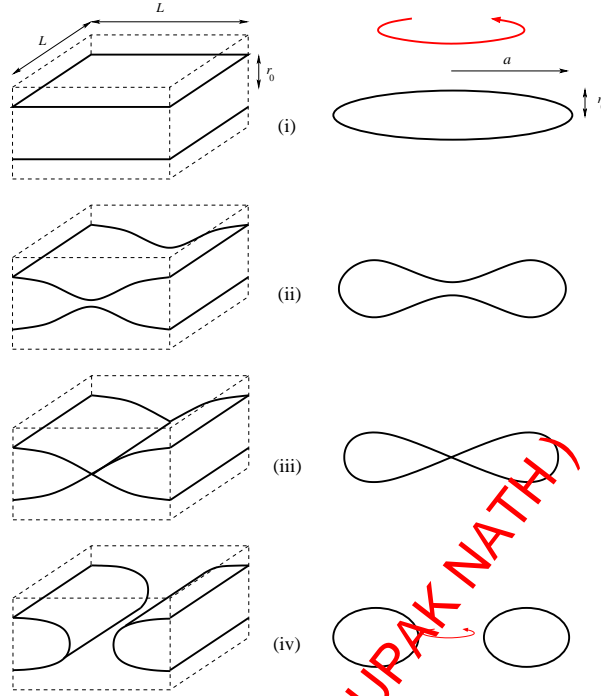 L
L
r₀
a
r
(i)
(ii)
(iii)
(iv)
UPAK NATH )